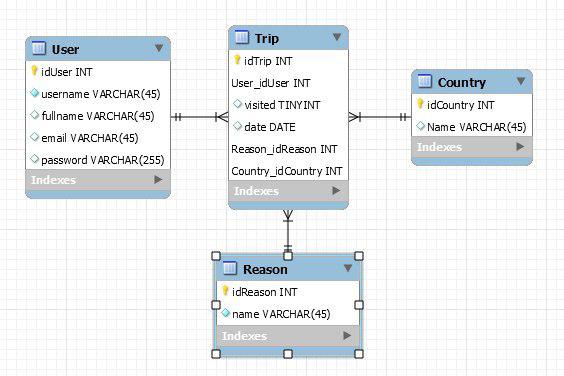 User
idUser INT
username VARCHAR(45)
fullname VARCHAR(45)
email VARCHAR(45)
password VARCHAR(255)
Indexes
Trip
idTrip INT
User_idUser INT
visited TINYINT
date DATE
Reason_idReason INT
Country_idCountry INT
Indexes
Country
idCountry INT
Name VARCHAR(45)
Indexes
Reason
idReason INT
name VARCHAR(45)
Indexes